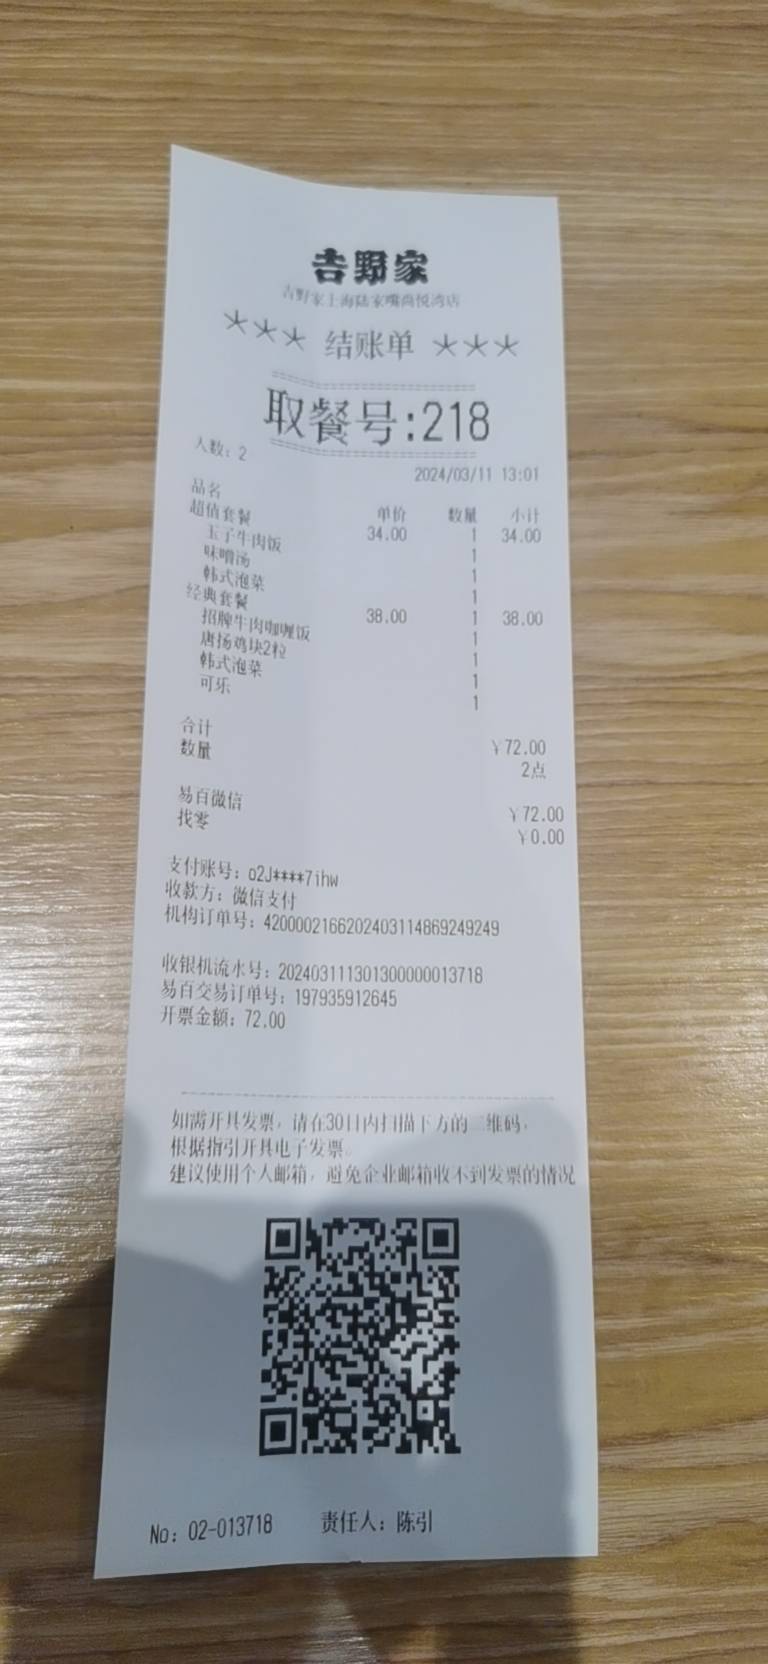 吉野家
吉野家上海陆家嘴尚悦湾店
*** 结账单 ***
取餐号:218
人数: 2
2024/03/11 13:01
品名 单价 数量 小计
超值套餐 34.00 1 34.00
玉子牛肉饭 1
味噌汤 1
韩式泡菜 1
经典套餐 38.00 1 38.00
招牌牛肉咖喱饭 1
唐扬鸡块2粒 1
韩式泡菜 1
可乐 1
合计 ￥72.00
数量 2点
易百微信 ￥72.00
找零 ￥0.00
支付账号: o2J****7ihw
收款方: 微信支付
机构订单号: 4200002166202403114869249249
收银机流水号: 202403111301300000013718
易百交易订单号: 197935912645
开票金额: 72.00
如需开具发票，请在30日内扫描下方的二维码，
根据指引开具电子发票。
建议使用个人邮箱，避免企业邮箱收不到发票的情况
No: 02-013718 责任人: 陈引